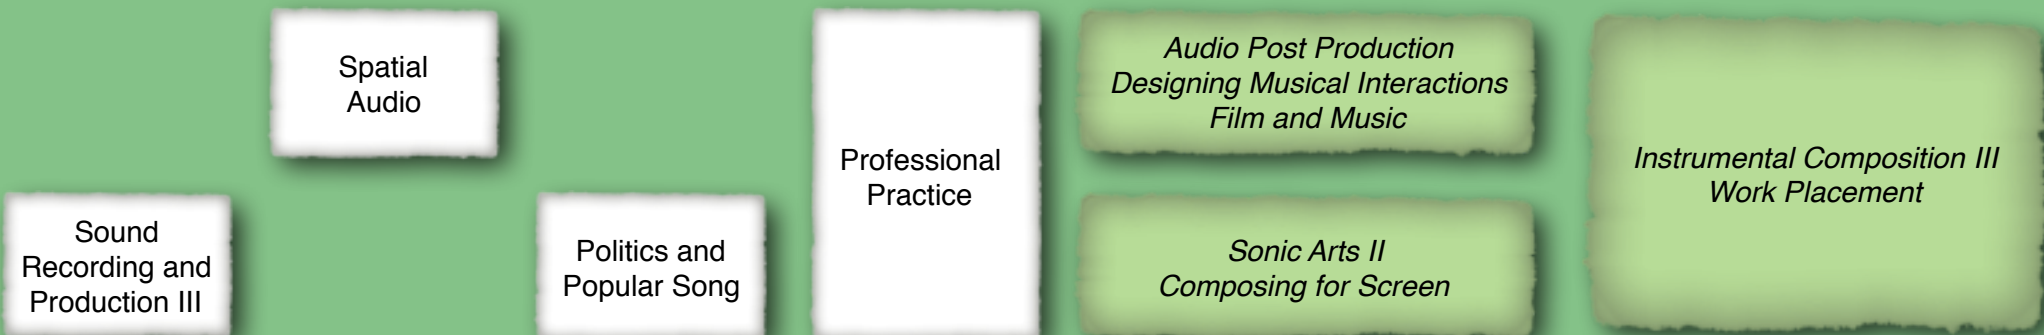 Spatial
Audio
Sound
Recording and
Production III
Politics and
Popular Song
Professional
Practice
Audio Post Production
Designing Musical Interactions
Film and Music
Sonic Arts II
Composing for Screen
Instrumental Composition III
Work Placement